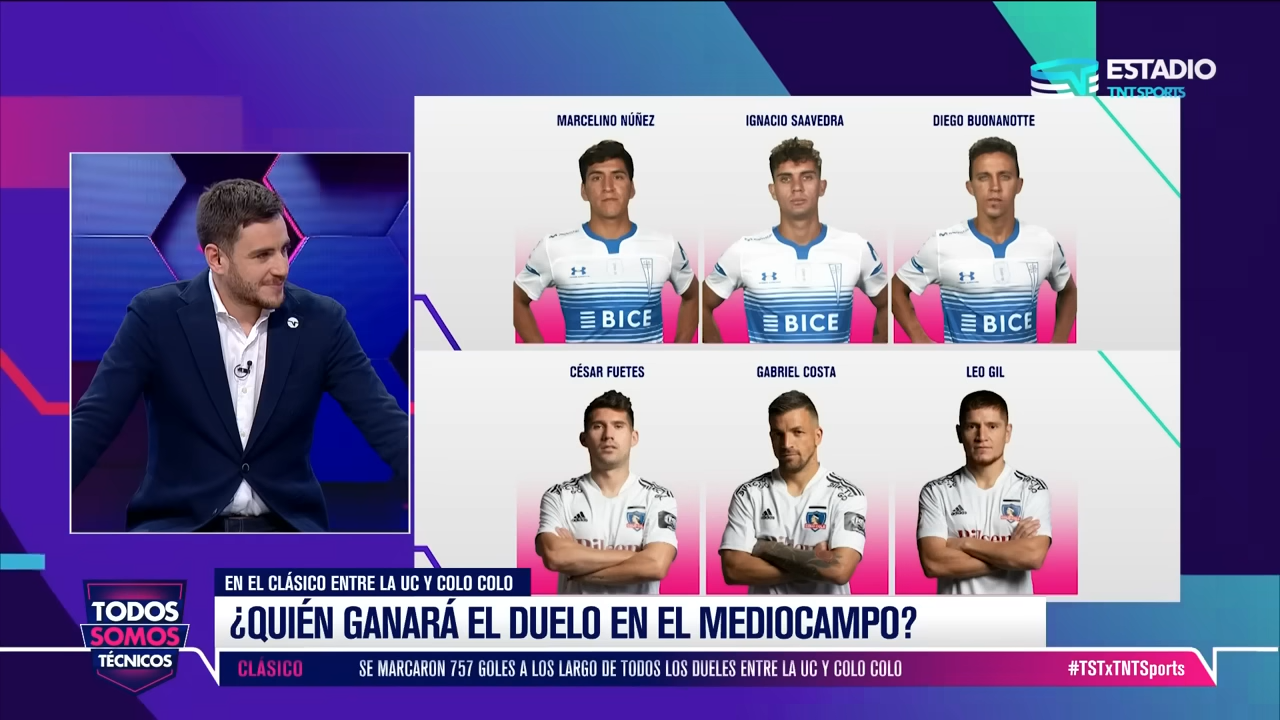 ESTADIO
TNT SPORTS
MARCELINO NÚÑEZ
IGNACIO SAAVEDRA
DIEGO BUONANOTTE
BICE
BICE
BICE
CÉSAR FUETES
GABRIEL COSTA
LEO GIL
EN EL CLÁSICO ENTRE LA UC Y COLO COLO
¿QUIÉN GANARÁ EL DUELO EN EL MEDIOCAMPO?
TODOS
SOMOS
TÉCNICOS
CLÁSICO
SE MARCARON 757 GOLES A LOS LARGO DE TODOS LOS DUELES ENTRE LA UC Y COLO COLO
#TSTxTNTSports